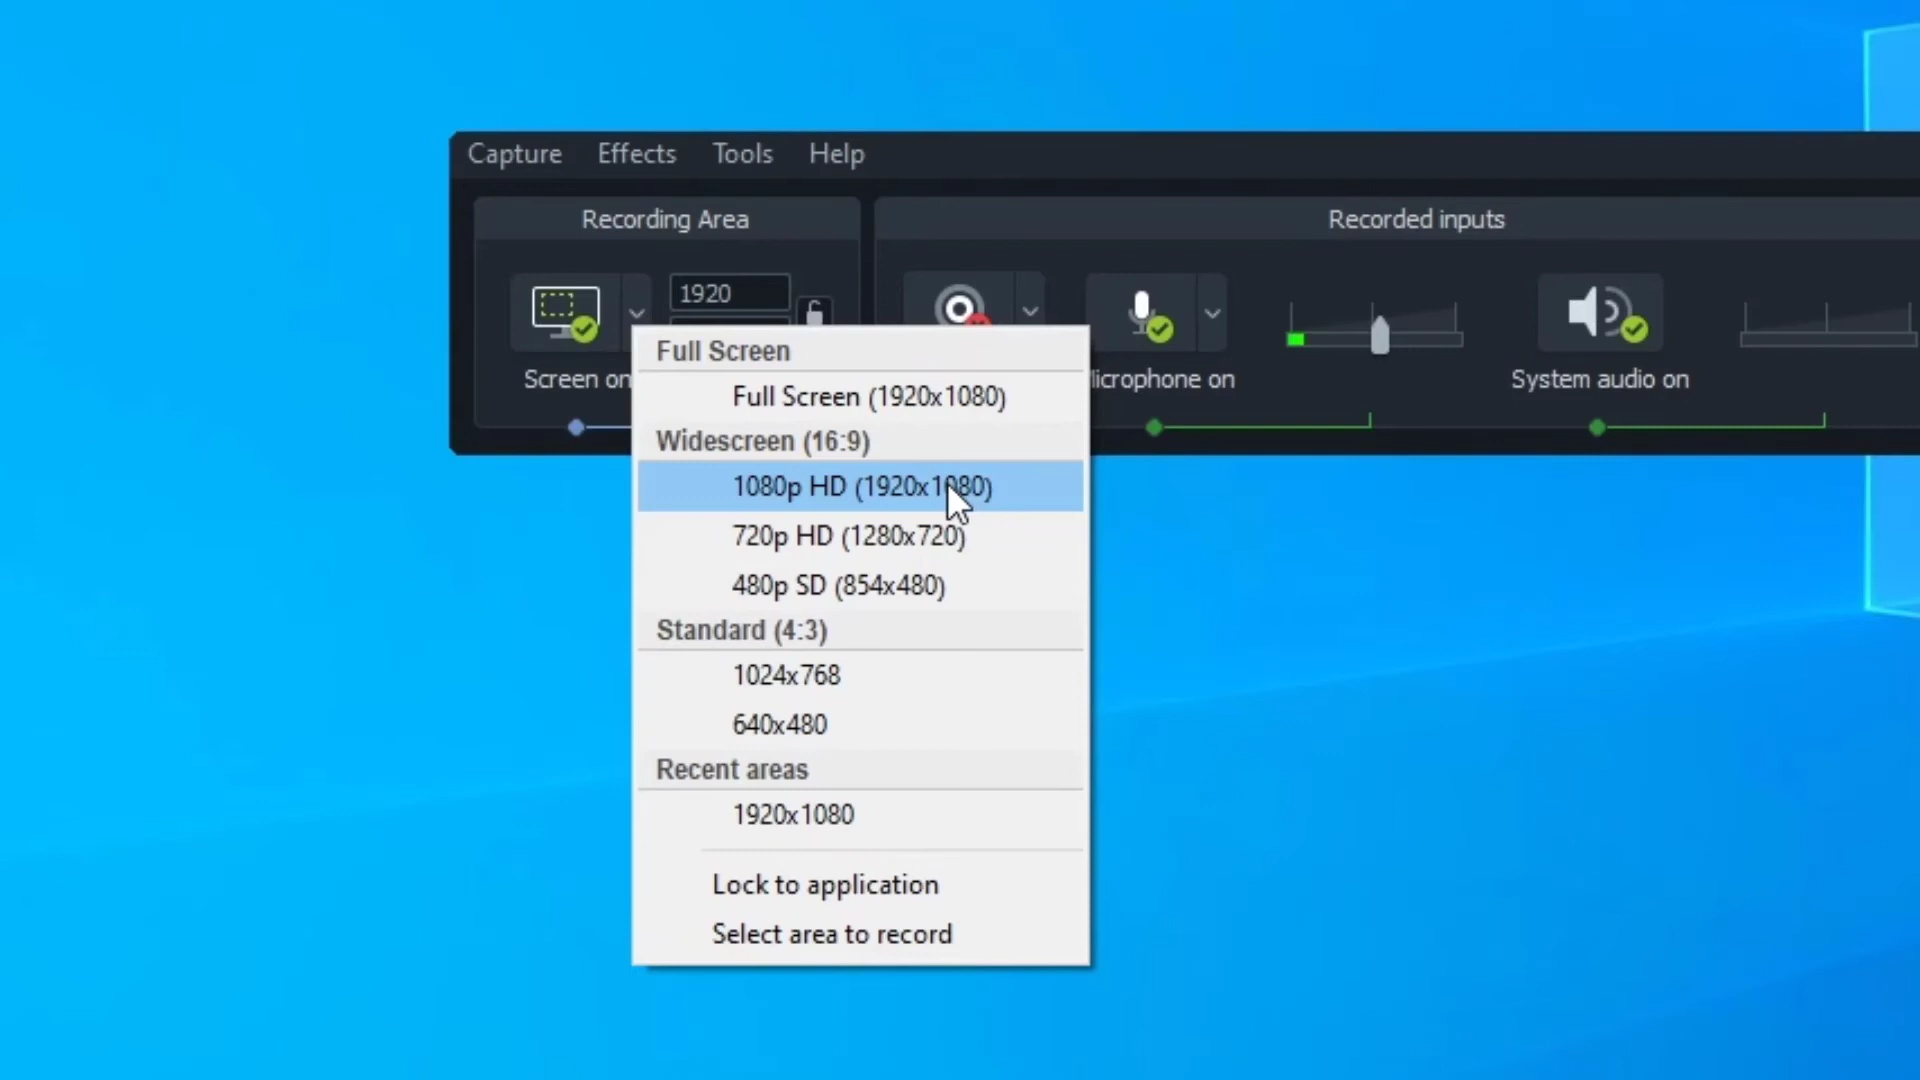 Capture Effects Tools Help
Recording Area
Recorded inputs
1920
Screen on
icrophone on
System audio on
Full Screen
Full Screen (1920x1080)
Widescreen (16:9)
1080p HD (1920x1080)
720p HD (1280x720)
480p SD (854x480)
Standard (4:3)
1024x768
640x480
Recent areas
1920x1080
Lock to application
Select area to record